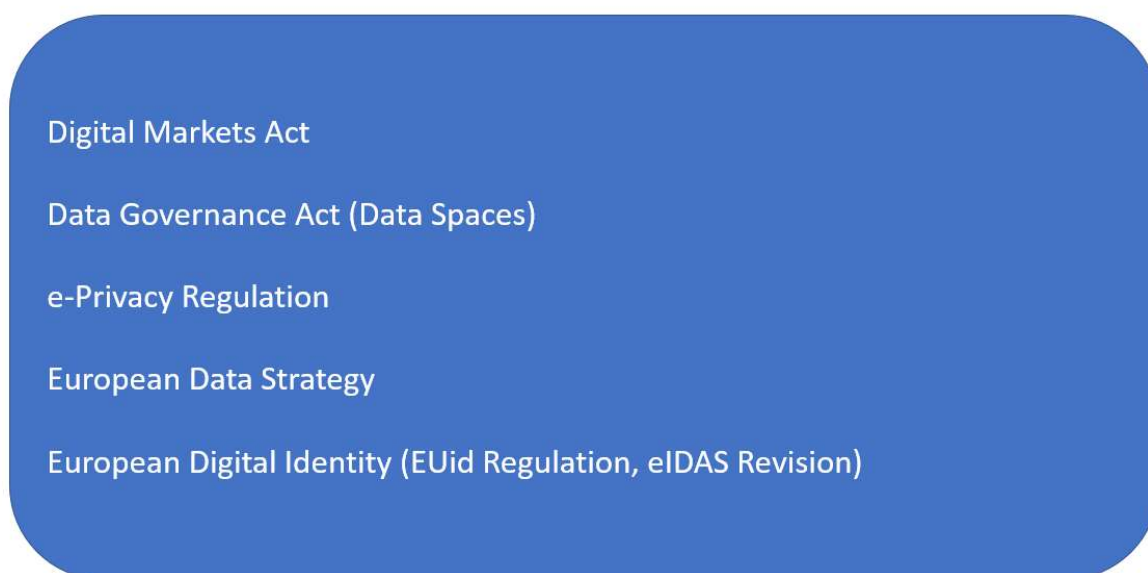 Digital Markets Act
Data Governance Act (Data Spaces)
e-Privacy Regulation
European Data Strategy
European Digital Identity (EUid Regulation, eIDAS Revision)